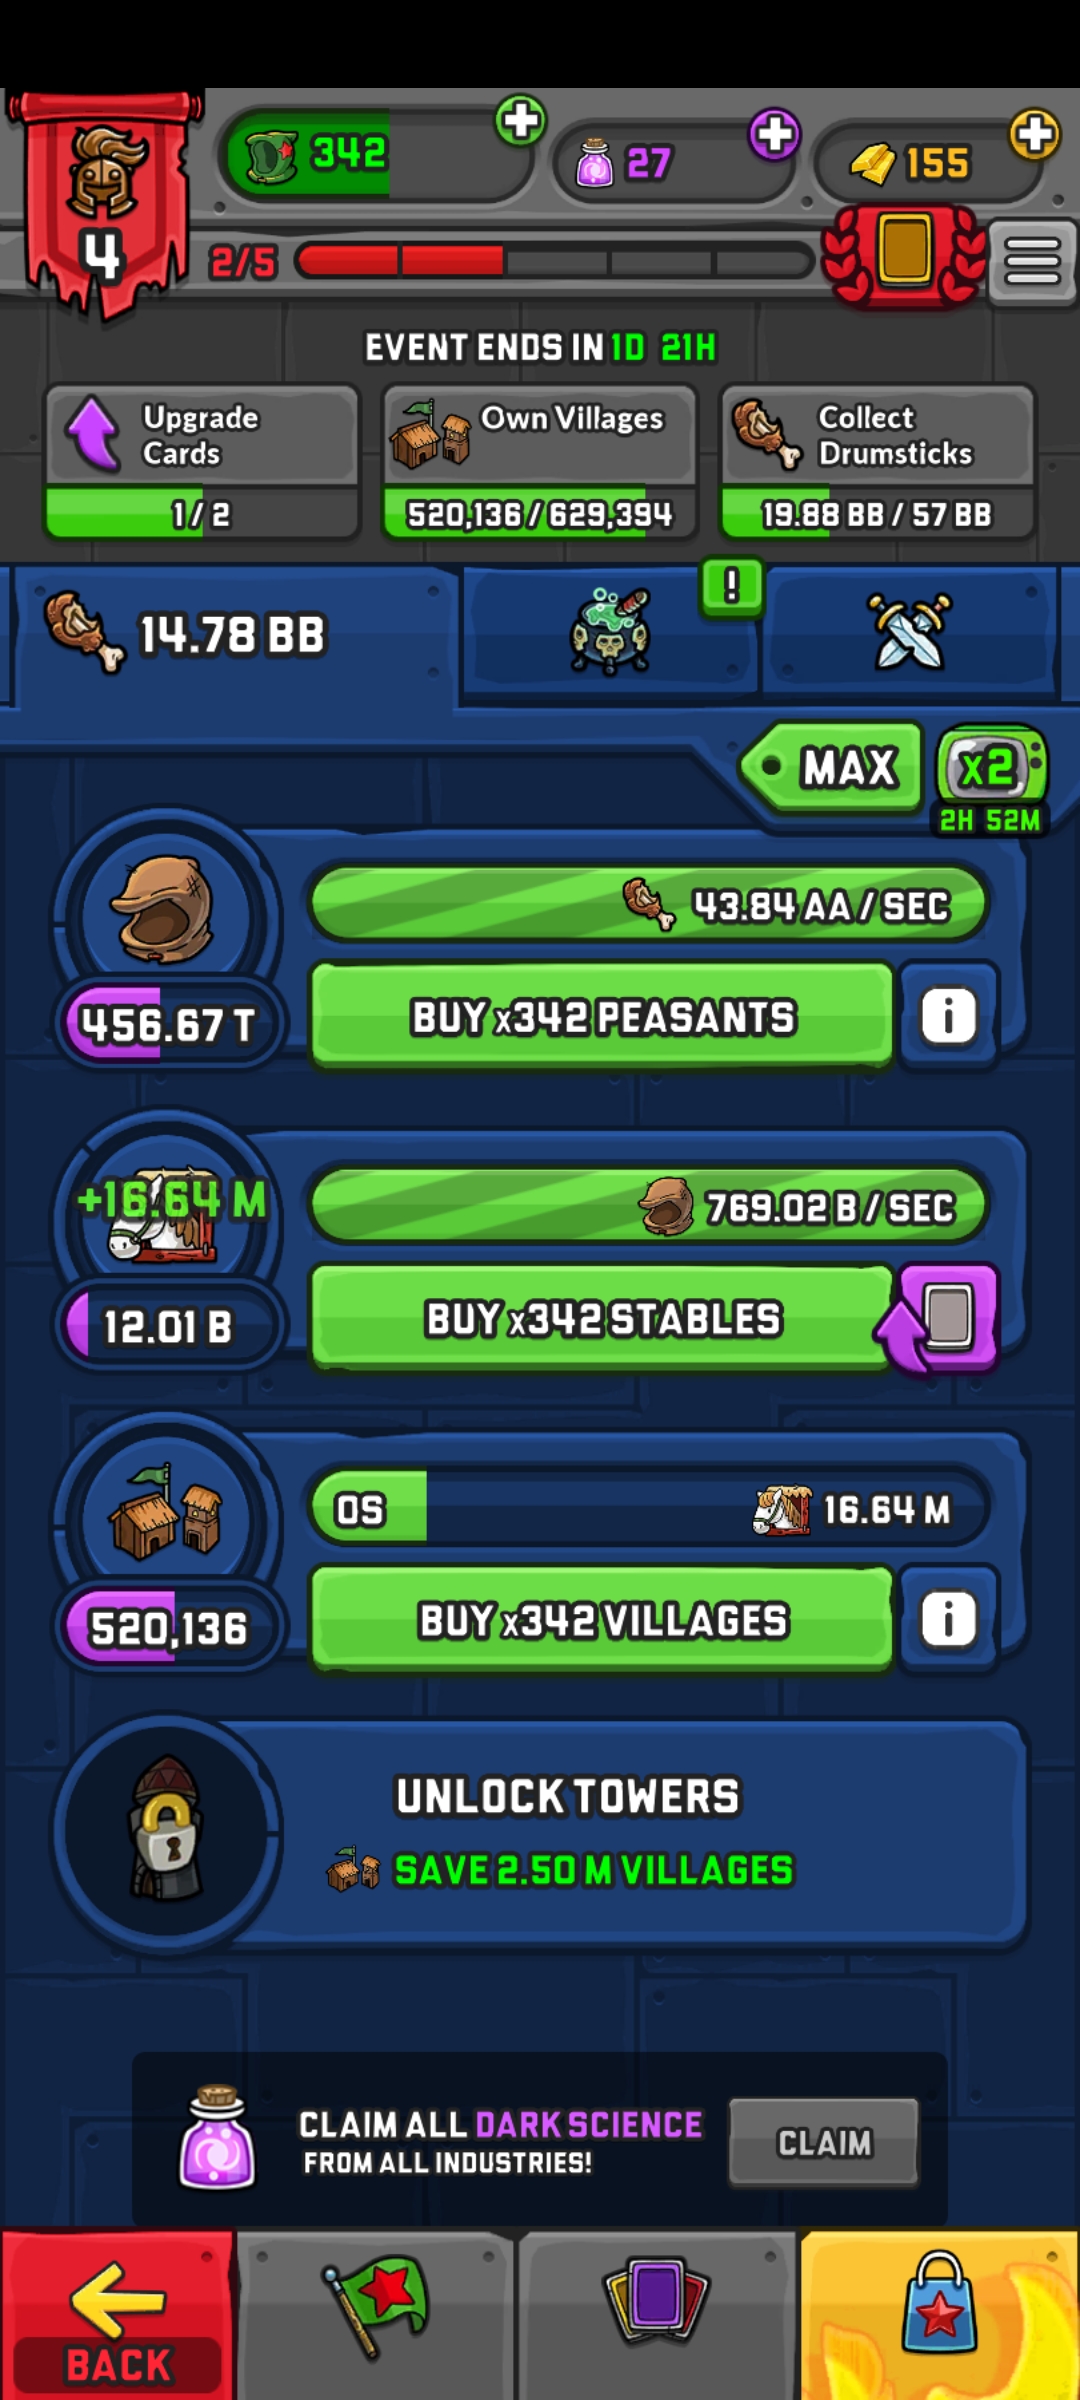 342
27
155
4
2/5
EVENT ENDS IN 1D 21H
Upgrade
Cards
1/2
Own Villages
520,136/629,394
Collect
Drumsticks
19.88 BB/57 BB
14.78 BB
!
MAX
x2
2H 52M
43.84 AA/SEC
456.67 T
BUY x342 PEASANTS
i
+16.64 M
769.02 B/SEC
12.01 B
BUY x342 STABLES
0S
16.64 M
520,136
BUY x342 VILLAGES
i
UNLOCK TOWERS
SAVE 2.50 M VILLAGES
CLAIM ALL DARK SCIENCE
FROM ALL INDUSTRIES!
CLAIM
BACK